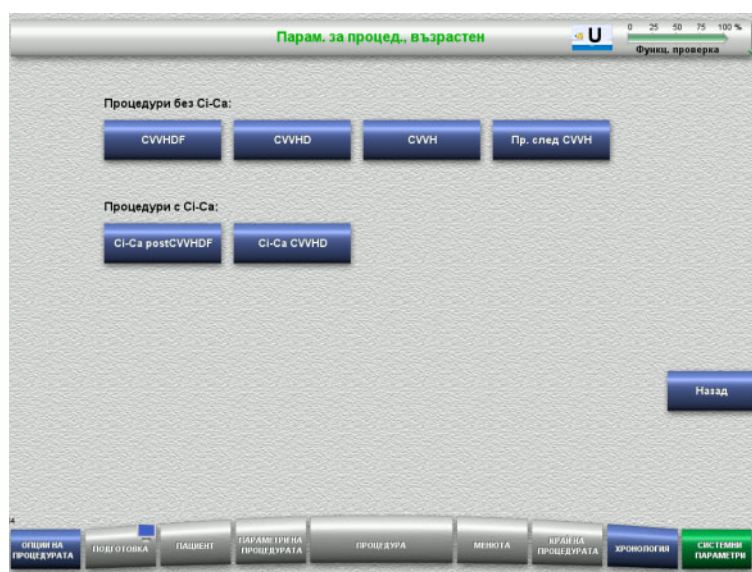 Парам. за процед., възрастен
U
0 25 50 75 100 %
Функц. проверка
Процедури без Ci-Ca:
CVVHDF
CVVHD
CVVH
Пр. след CVVH
Процедури с Ci-Ca:
Ci-Ca postCVVHDF
Ci-Ca CVVHD
Назад
ОПЦИИ НА
ПРОЦЕДУРАТА
ПОДГОТОВКА
ПАЦИЕНТ
ПАРАМЕТРИ НА
ПРОЦЕДУРАТА
ПРОЦЕДУРА
МЕНЮТА
КРАЙ НА
ПРОЦЕДУРАТА
ХРОНОЛОГИЯ
СИСТЕМНИ
ПАРАМЕТРИ